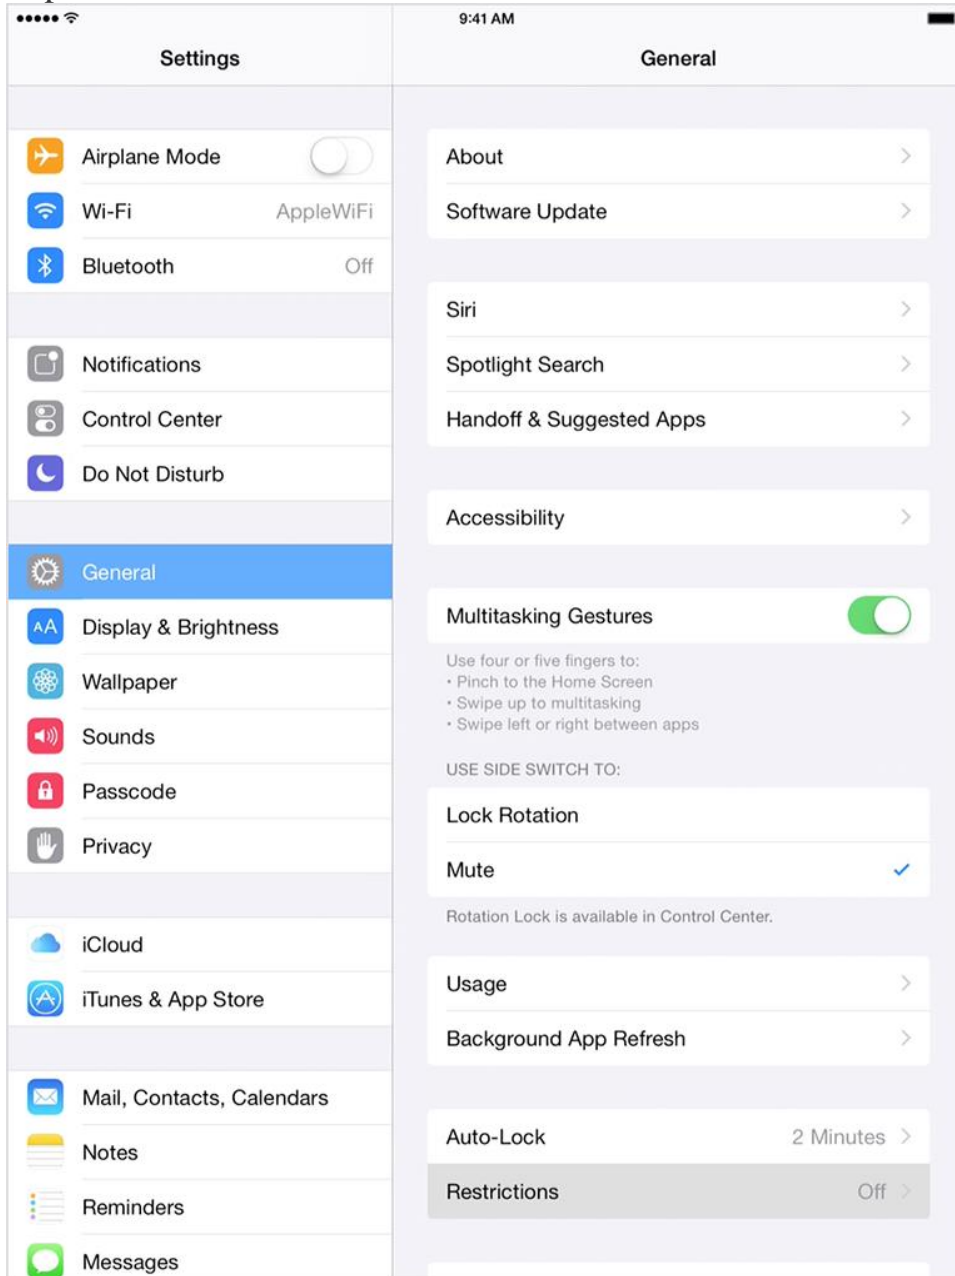 9:41 AM
Settings
General
Airplane Mode
Wi-Fi AppleWiFi
Bluetooth Off
Notifications
Control Center
Do Not Disturb
General
AA Display & Brightness
Wallpaper
Sounds
Passcode
Privacy
iCloud
iTunes & App Store
Mail, Contacts, Calendars
Notes
Reminders
Messages
About
Software Update
Siri
Spotlight Search
Handoff & Suggested Apps
Accessibility
Multitasking Gestures
Use four or five fingers to:
• Pinch to the Home Screen
• Swipe up to multitasking
• Swipe left or right between apps
USE SIDE SWITCH TO:
Lock Rotation
Mute
Rotation Lock is available in Control Center.
Usage
Background App Refresh
Auto-Lock 2 Minutes
Restrictions Off